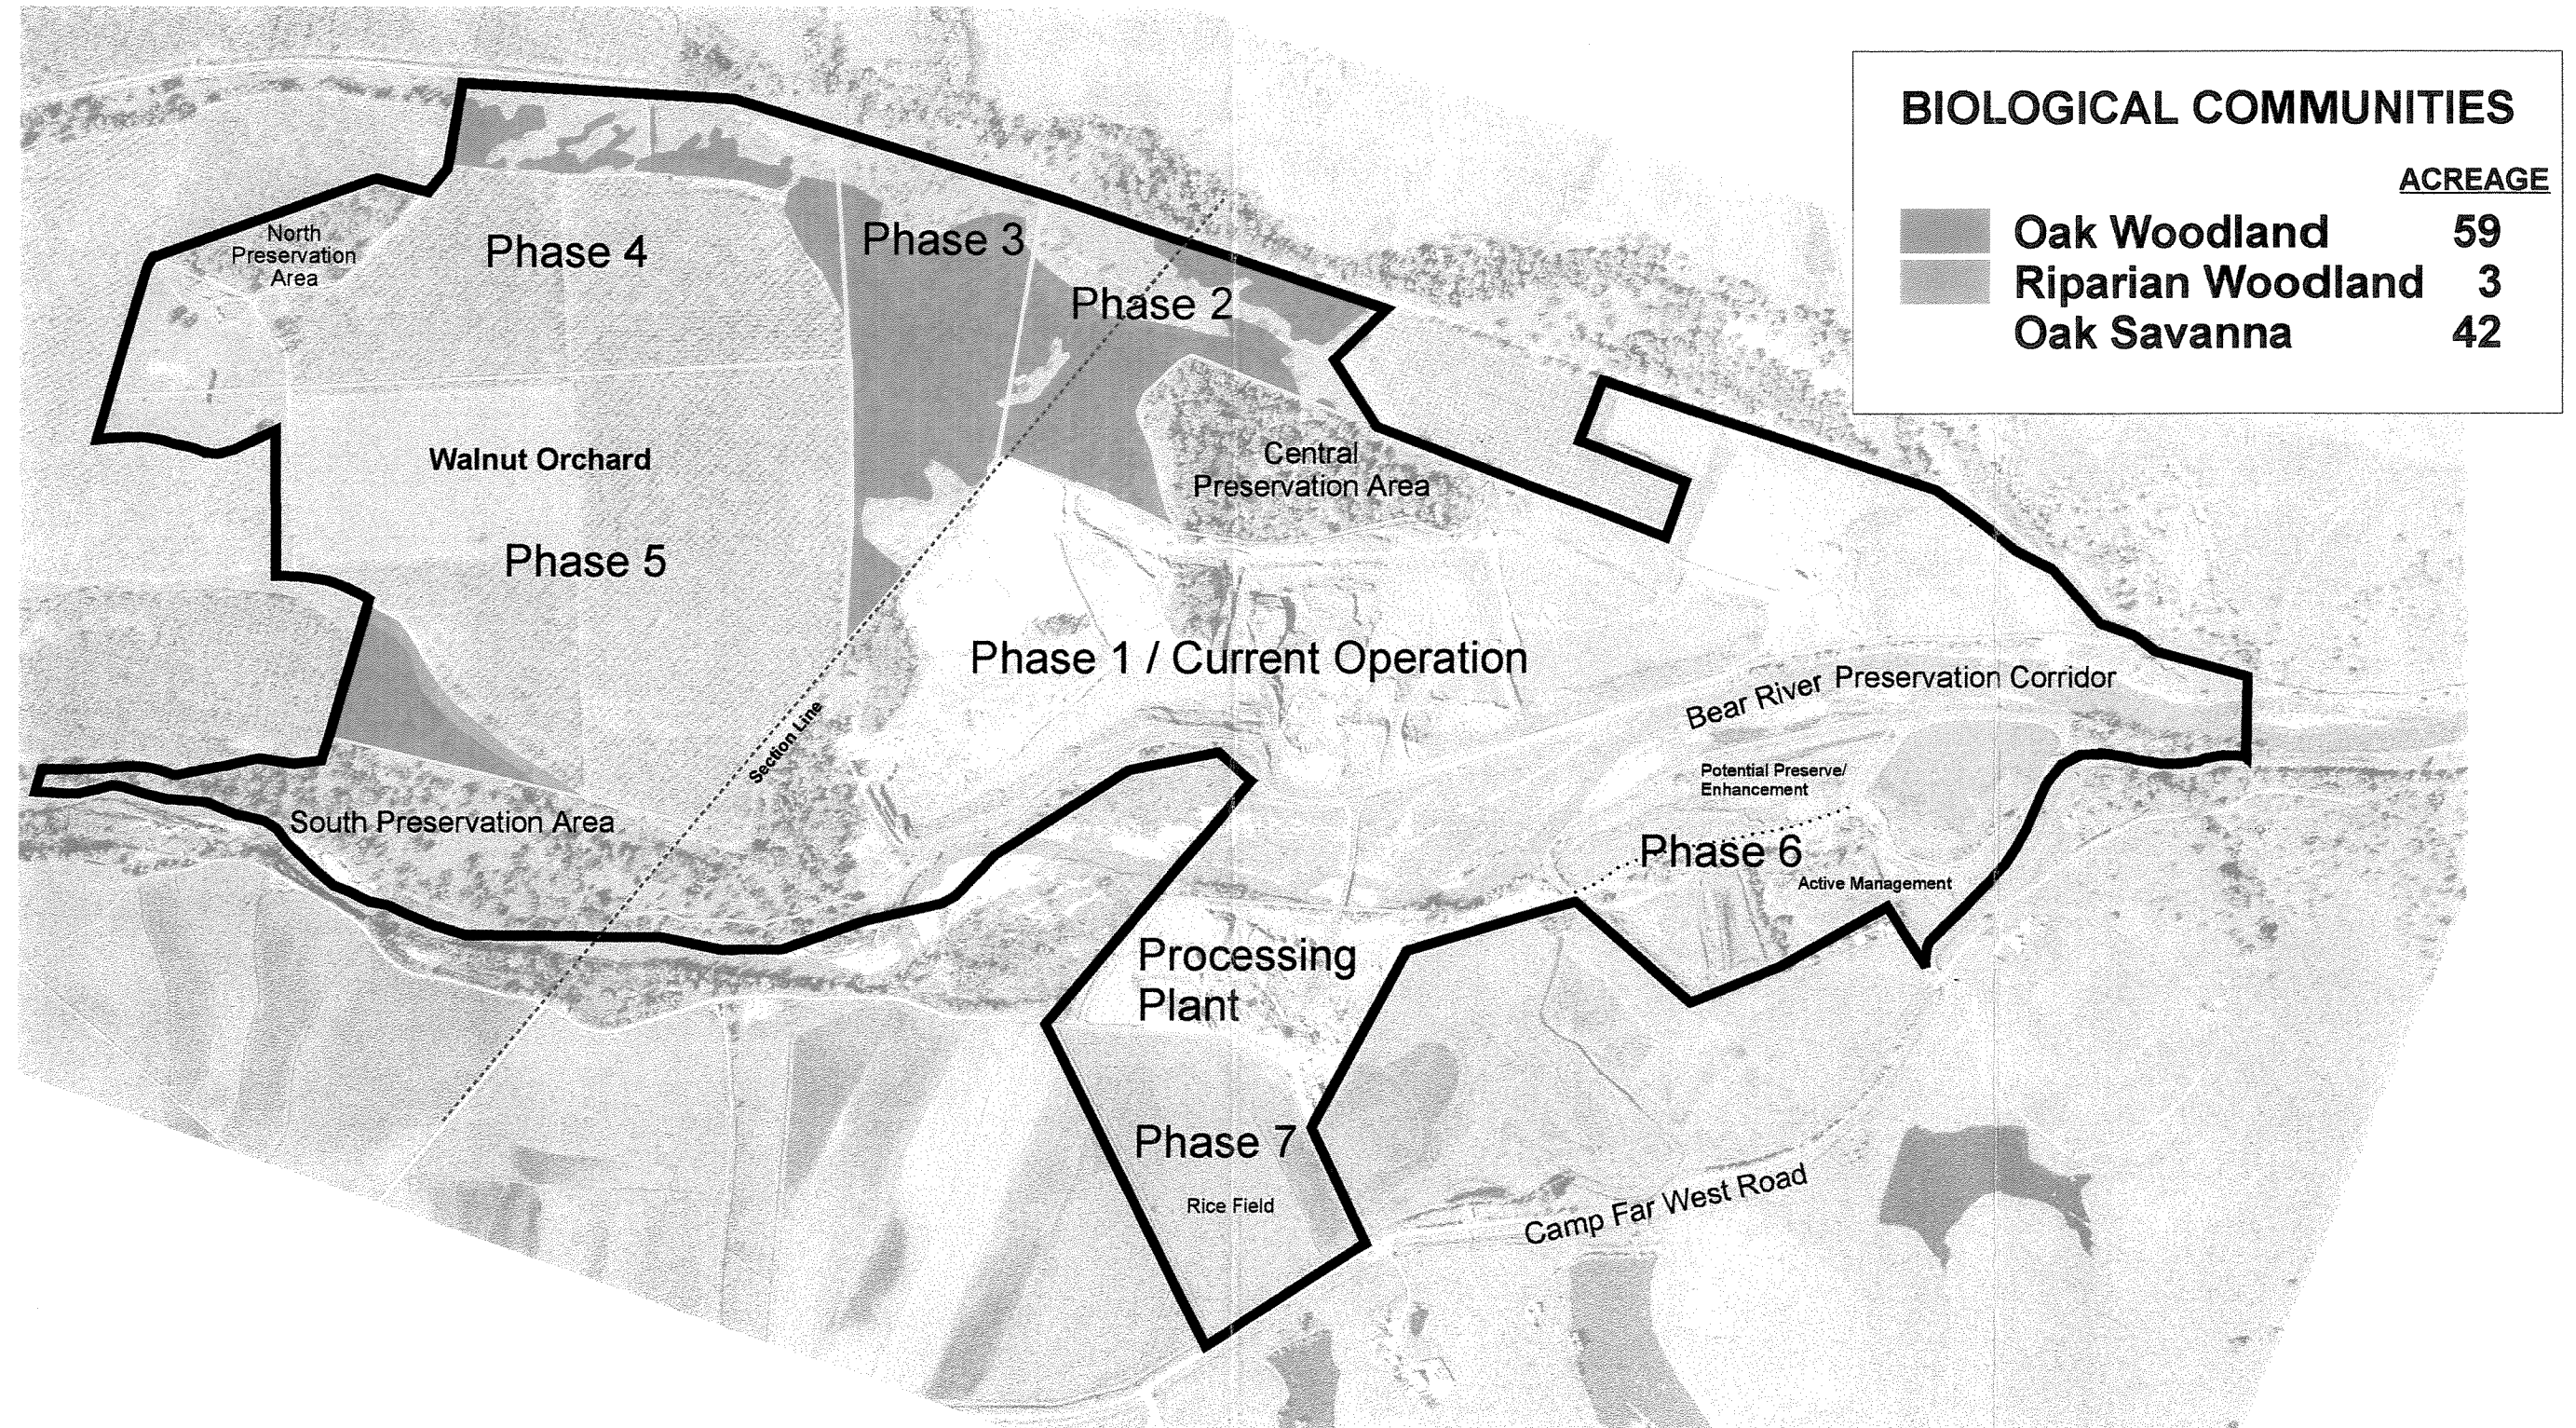 BIOLOGICAL COMMUNITIES
ACREAGE
Oak Woodland 59
Riparian Woodland 3
Oak Savanna 42
North
Preservation
Area
Phase 4
Phase 3
Phase 2
Walnut Orchard
Central
Preservation Area
Phase 5
Phase 1 / Current Operation
Bear River Preservation Corridor
Section Line
Potential Preserve/
Enhancement
South Preservation Area
Phase 6
Active Management
Processing
Plant
Phase 7
Rice Field
Camp Far West Road